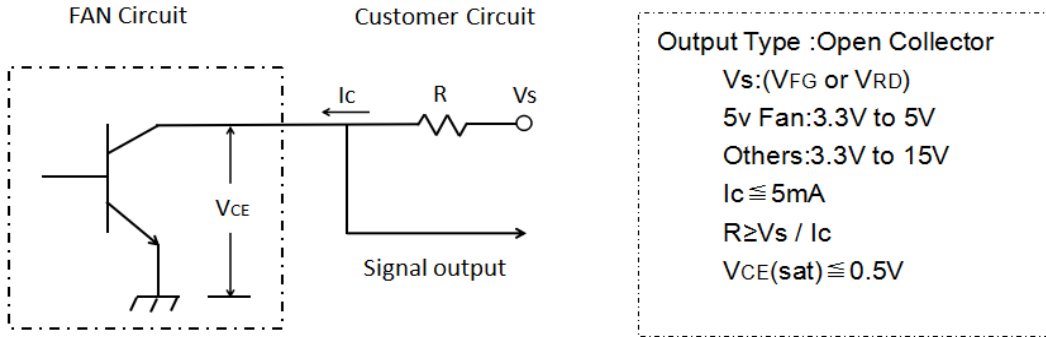 FAN Circuit
Customer Circuit
Ic
R
Vs
VCE
Signal output
Output Type :Open Collector
Vs:(VFG or VRD)
5v Fan:3.3V to 5V
Others:3.3V to 15V
Ic≦5mA
R≥Vs / Ic
VCE(sat)≦0.5V